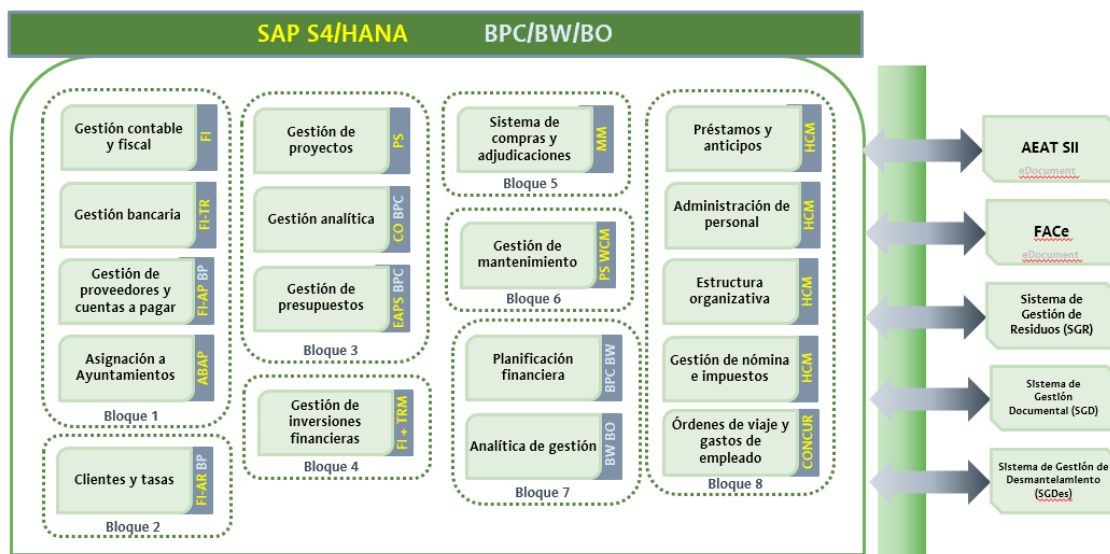 SAP S4/HANA BPC/BW/BO
Gestión contable
y fiscal
FI
Gestión bancaria
FI-TR
Gestión de
proveedores y
cuentas a pagar
FI-AP BP
Asignación a
Ayuntamientos
ABAP
Bloque 1
Clientes y tasas
FI-AR BP
Bloque 2
Gestión de
proyectos
PS
Gestión analítica
CO BPC
Gestión de
presupuestos
EAPS BPC
Bloque 3
Gestión de
inversiones
financieras
FI + TRM
Bloque 4
Sistema de
compras y
adjudicaciones
MM
Bloque 5
Gestión de
mantenimiento
PS WCM
Bloque 6
Planificación
financiera
BPC BW
Analítica de gestión
BW BO
Bloque 7
Préstamos y
anticipos
HCM
Administración de
personal
HCM
Estructura
organizativa
HCM
Gestión de nómina
e impuestos
HCM
Órdenes de viaje y
gastos de
empleado
CONCUR
Bloque 8
AEAT SII
eDocument
FACe
eDocument
Sistema de
Gestión de
Residuos (SGR)
Sistema de
Gestión
Documental (SGD)
Sistema de Gestión de
Desmantelamiento
(SGDes)